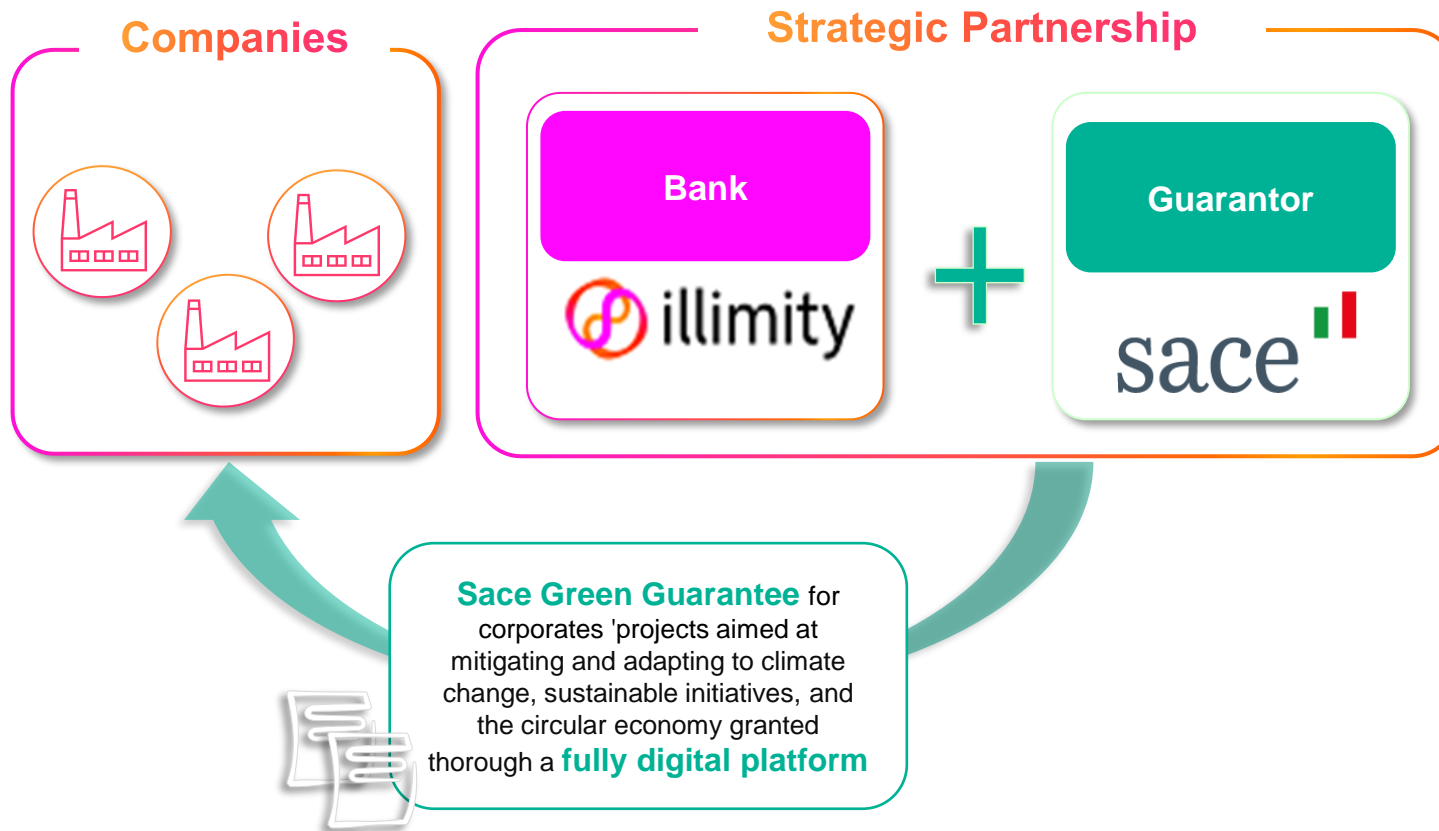 Companies
Strategic Partnership
Bank
illimity
Guarantor
sace
Sace Green Guarantee for
corporates 'projects aimed at
mitigating and adapting to climate
change, sustainable initiatives, and
the circular economy granted
thorough a fully digital platform